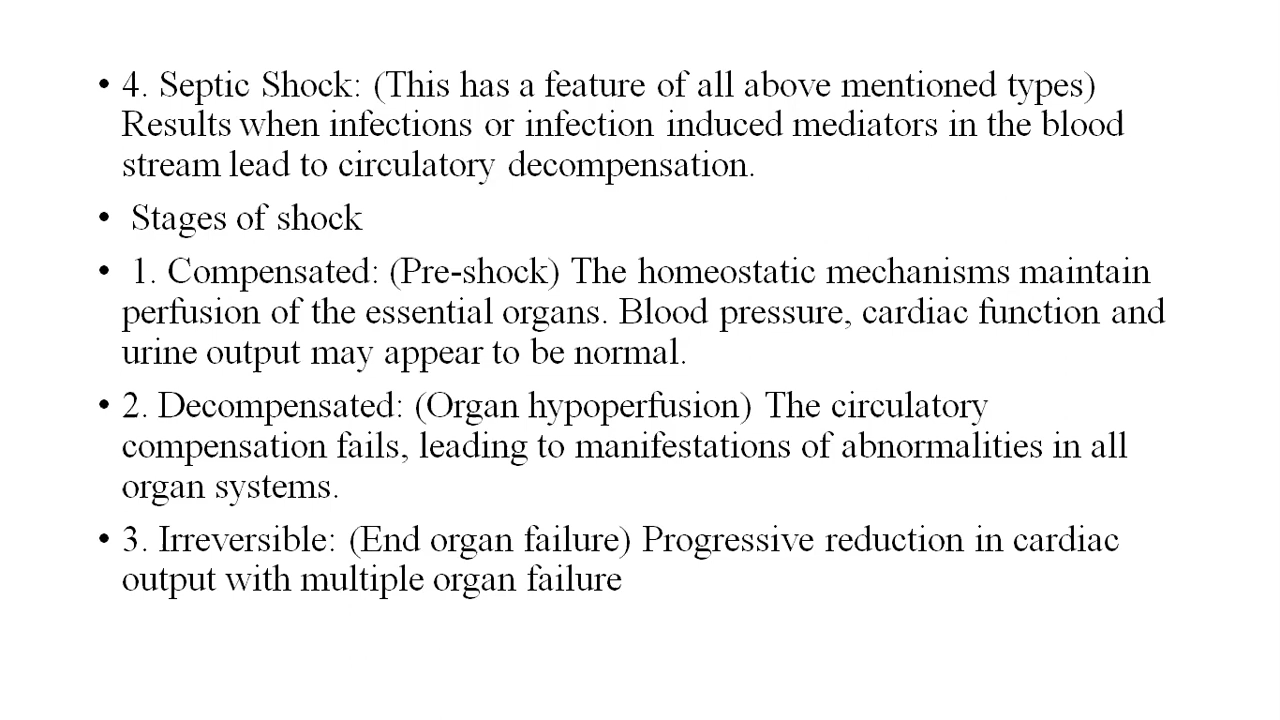 • 4. Septic Shock: (This has a feature of all above mentioned types)
Results when infections or infection induced mediators in the blood
stream lead to circulatory decompensation.
• Stages of shock
• 1. Compensated: (Pre-shock) The homeostatic mechanisms maintain
perfusion of the essential organs. Blood pressure, cardiac function and
urine output may appear to be normal.
• 2. Decompensated: (Organ hypoperfusion) The circulatory
compensation fails, leading to manifestations of abnormalities in all
organ systems.
• 3. Irreversible: (End organ failure) Progressive reduction in cardiac
output with multiple organ failure